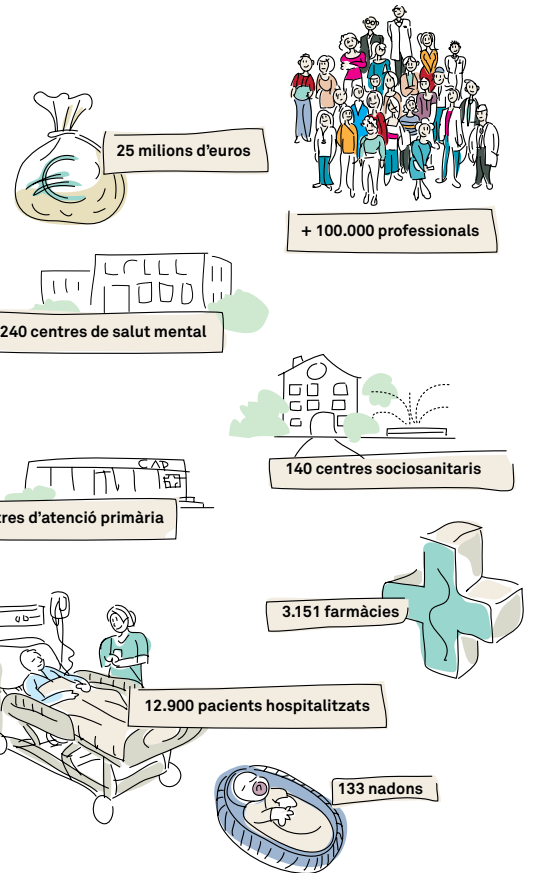 25 milions d'euros
+ 100.000 professionals
240 centres de salut mental
140 centres sociosanitaris
CAP
d'atenció primària
3.151 farmàcies
12.900 pacients hospitalitzats
133 nadons